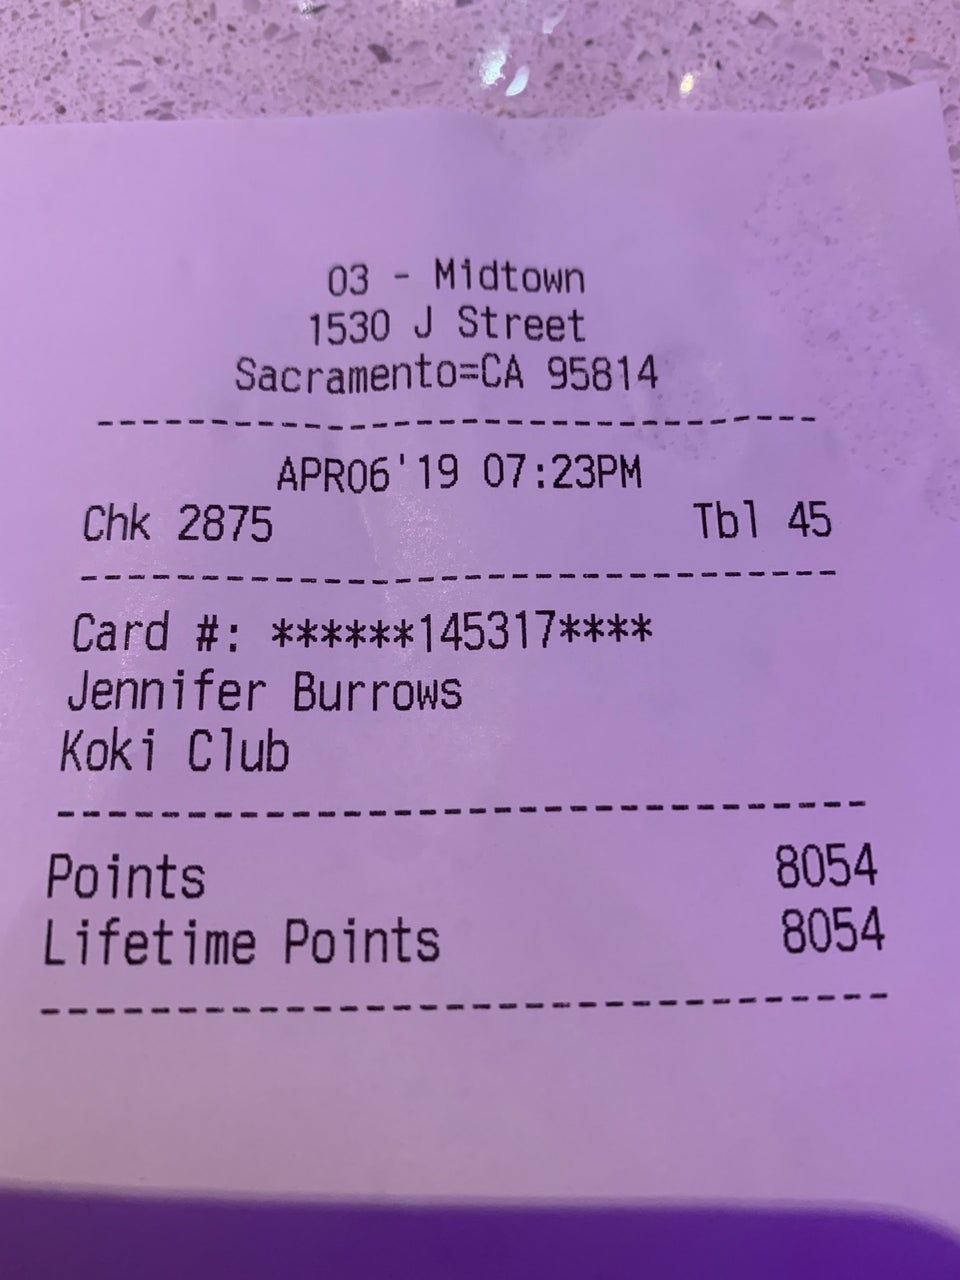 03 - Midtown
1530 J Street
Sacramento=CA 95814
--------------------------------
APR06'19 07:23PM
Chk 2875 Tbl 45
--------------------------------
Card #: ******145317****
Jennifer Burrows
Koki Club
--------------------------------
Points 8054
Lifetime Points 8054
--------------------------------